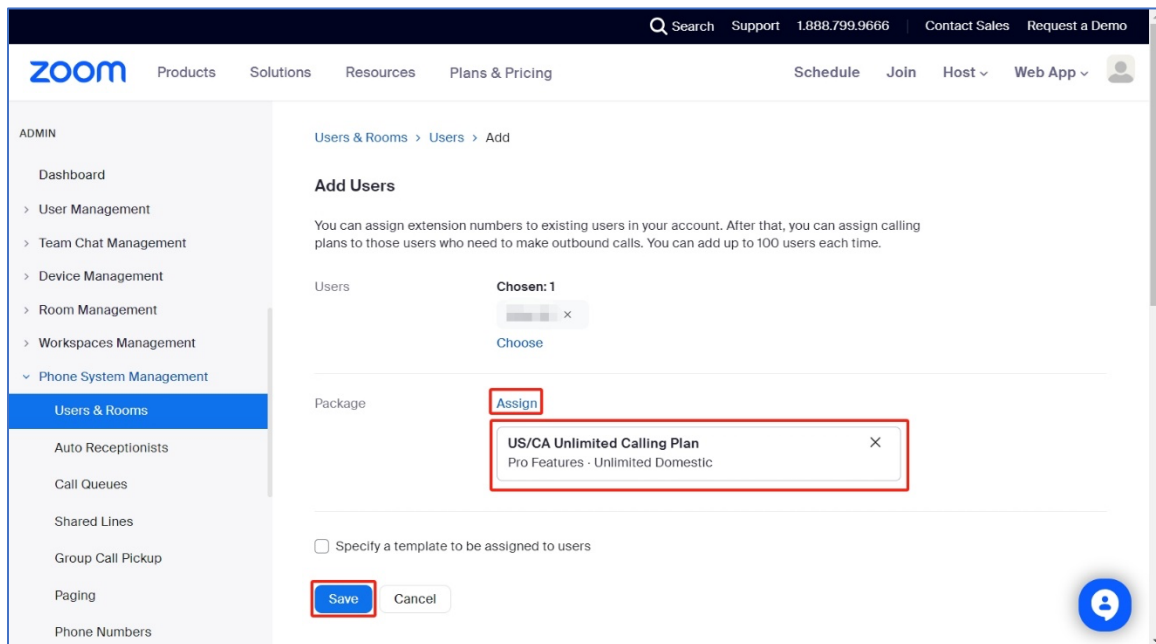 Search Support 1.888.799.9666 Contact Sales Request a Demo
zoom Products Solutions Resources Plans & Pricing Schedule Join Host Web App
ADMIN
Dashboard
User Management
Team Chat Management
Device Management
Room Management
Workspaces Management
Phone System Management
Users & Rooms
Auto Receptionists
Call Queues
Shared Lines
Group Call Pickup
Paging
Phone Numbers
Users & Rooms > Users > Add
Add Users
You can assign extension numbers to existing users in your account. After that, you can assign calling
plans to those users who need to make outbound calls. You can add up to 100 users each time.
Users
Chosen: 1
Choose
Package
Assign
US/CA Unlimited Calling Plan
Pro Features · Unlimited Domestic
Specify a template to be assigned to users
Save Cancel